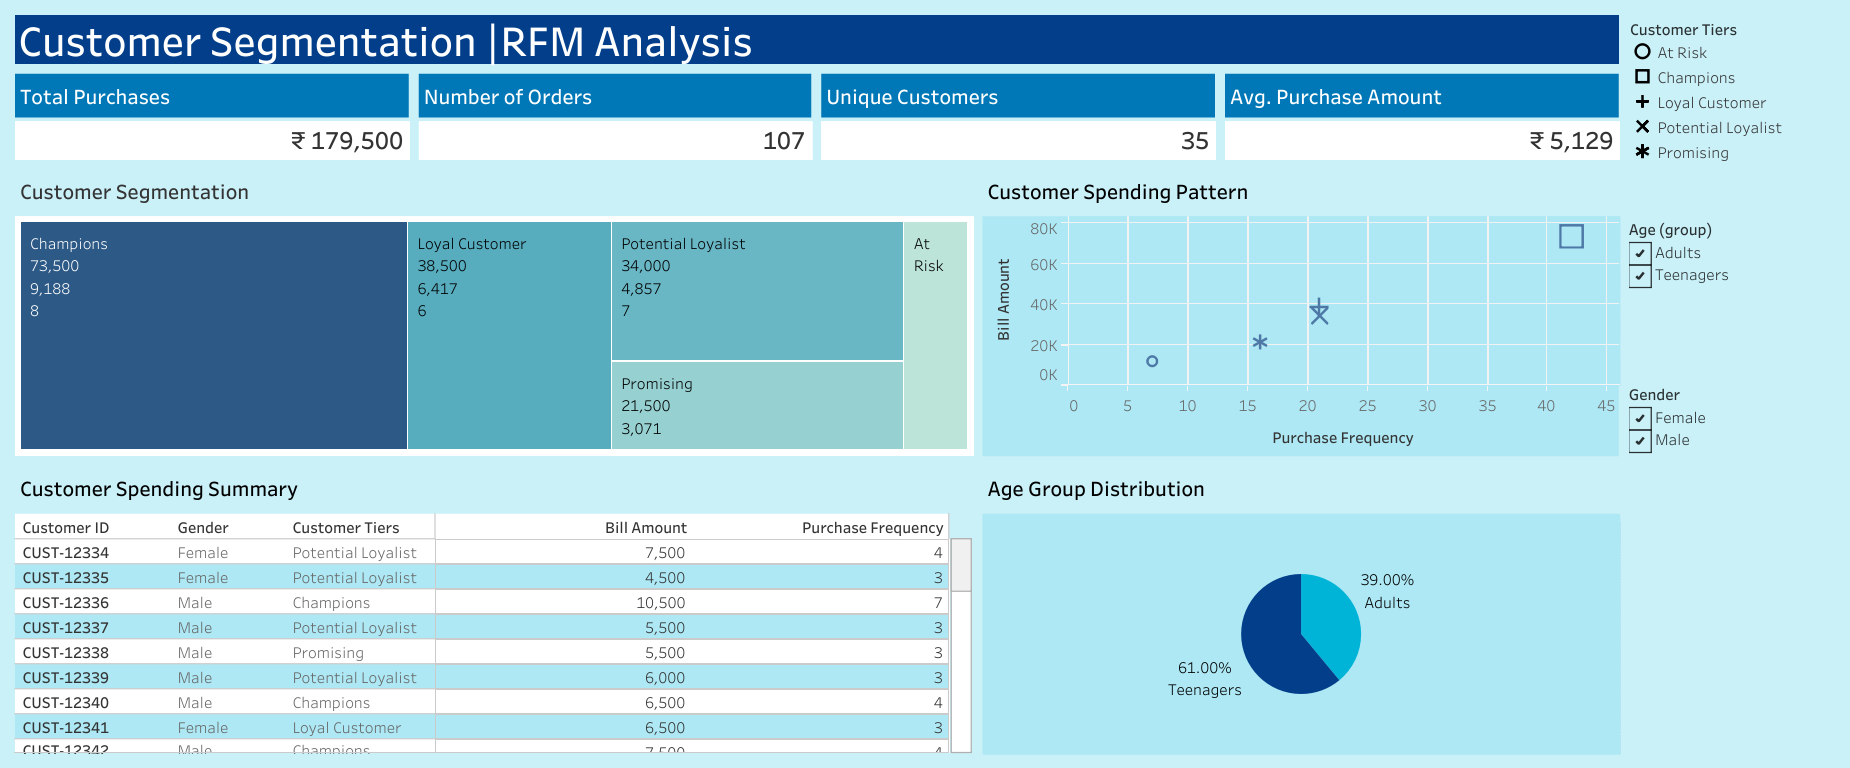 Customer Segmentation |RFM Analysis
Total Purchases
₹ 179,500
Number of Orders
107
Unique Customers
35
Avg. Purchase Amount
₹ 5,129
Customer Tiers
At Risk
Champions
Loyal Customer
Potential Loyalist
Promising
Customer Segmentation
Champions
73,500
9,188
8
Loyal Customer
38,500
6,417
6
Potential Loyalist
34,000
4,857
7
Promising
21,500
3,071
At
Risk
Customer Spending Pattern
Bill Amount
80K
60K
40K
20K
0K
0 5 10 15 20 25 30 35 40 45
Purchase Frequency
Age (group)
Adults
Teenagers
Gender
Female
Male
Customer Spending Summary
Customer ID Gender Customer Tiers Bill Amount Purchase Frequency
CUST-12334 Female Potential Loyalist 7,500 4
CUST-12335 Female Potential Loyalist 4,500 3
CUST-12336 Male Champions 10,500 7
CUST-12337 Male Potential Loyalist 5,500 3
CUST-12338 Male Promising 5,500 3
CUST-12339 Male Potential Loyalist 6,000 3
CUST-12340 Male Champions 6,500 4
CUST-12341 Female Loyal Customer 6,500 3
CUST-12342 Male Champions 7,500 4
Age Group Distribution
39.00%
Adults
61.00%
Teenagers